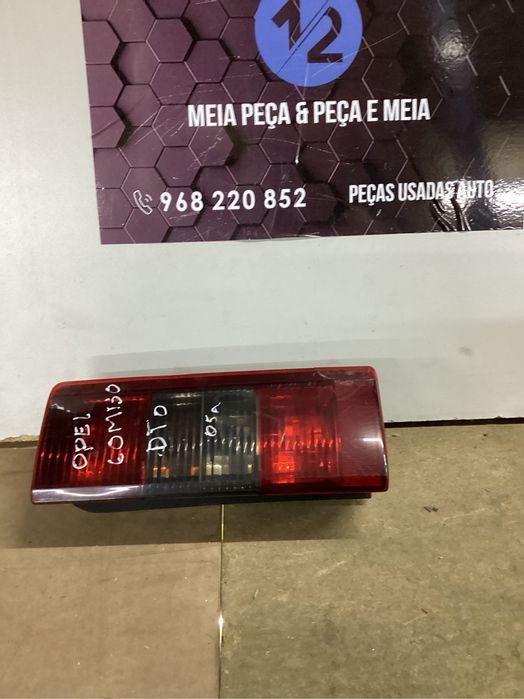 1/2
MEIA PEÇA & PEÇA E MEIA
968 220 852
PEÇAS USADAS AUTO
OPEL
COMBO
DTO
05A